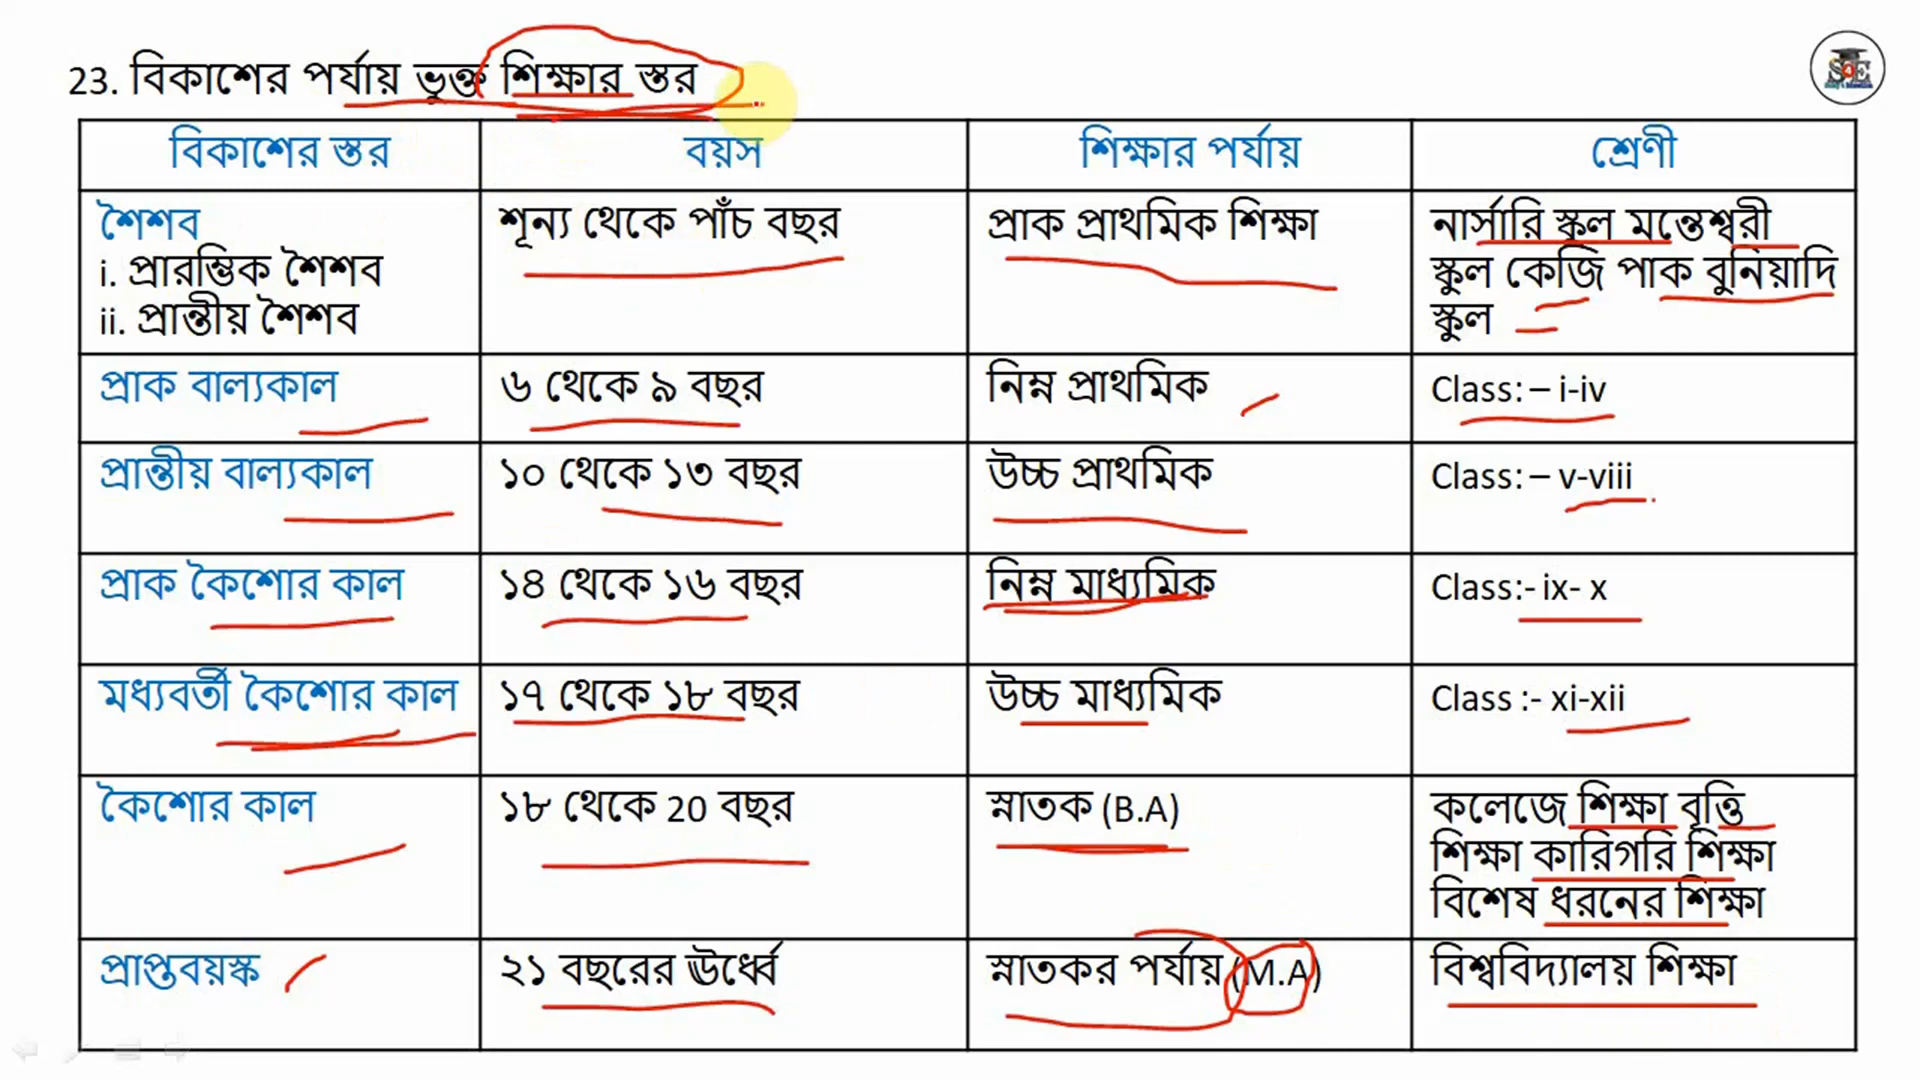 23. বিকাশের পর্যায় ভুক্ত শিক্ষার স্তর
বিকাশের স্তর বয়স শিক্ষার পর্যায় শ্রেণী
শৈশব শূন্য থেকে পাঁচ বছর প্রাক প্রাথমিক শিক্ষা নার্সারি স্কুল মন্তেশ্বরী
i. প্রারম্ভিক শৈশব স্কুল কেজি পাক বুনিয়াদি
ii. প্রান্তীয় শৈশব স্কুল
প্রাক বাল্যকাল ৬ থেকে ৯ বছর নিম্ন প্রাথমিক Class: – i-iv
প্রান্তীয় বাল্যকাল ১০ থেকে ১৩ বছর উচ্চ প্রাথমিক Class: – v-viii
প্রাক কৈশোর কাল ১৪ থেকে ১৬ বছর নিম্ন মাধ্যমিক Class:- ix- x
মধ্যবর্তী কৈশোর কাল ১৭ থেকে ১৮ বছর উচ্চ মাধ্যমিক Class :- xi-xii
কৈশোর কাল ১৮ থেকে 20 বছর স্নাতক (B.A) কলেজে শিক্ষা বৃত্তি
শিক্ষা কারিগরি শিক্ষা
বিশেষ ধরনের শিক্ষা
প্রাপ্তবয়স্ক ২১ বছরের ঊর্ধ্বে স্নাতকর পর্যায় (M.A) বিশ্ববিদ্যালয় শিক্ষা